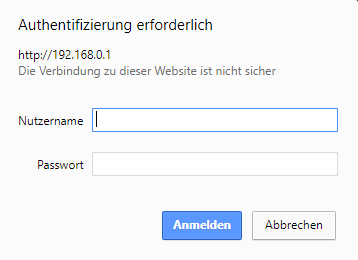 Authentifizierung erforderlich
http://192.168.0.1
Die Verbindung zu dieser Website ist nicht sicher
Nutzername
Passwort
Anmelden Abbrechen